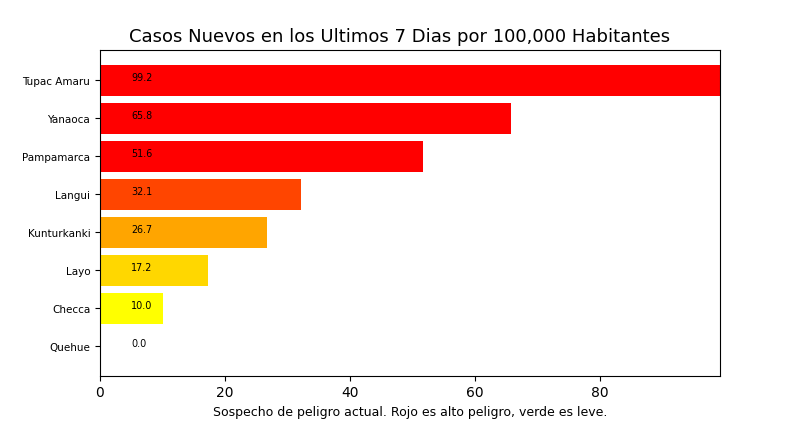 Casos Nuevos en los Ultimos 7 Dias por 100,000 Habitantes
Tupac Amaru 99.2
Yanaoca 65.8
Pampamarca 51.6
Langui 32.1
Kunturkanki 26.7
Layo 17.2
Checca 10.0
Quehue 0.0
0 20 40 60 80
Sospecho de peligro actual. Rojo es alto peligro, verde es leve.